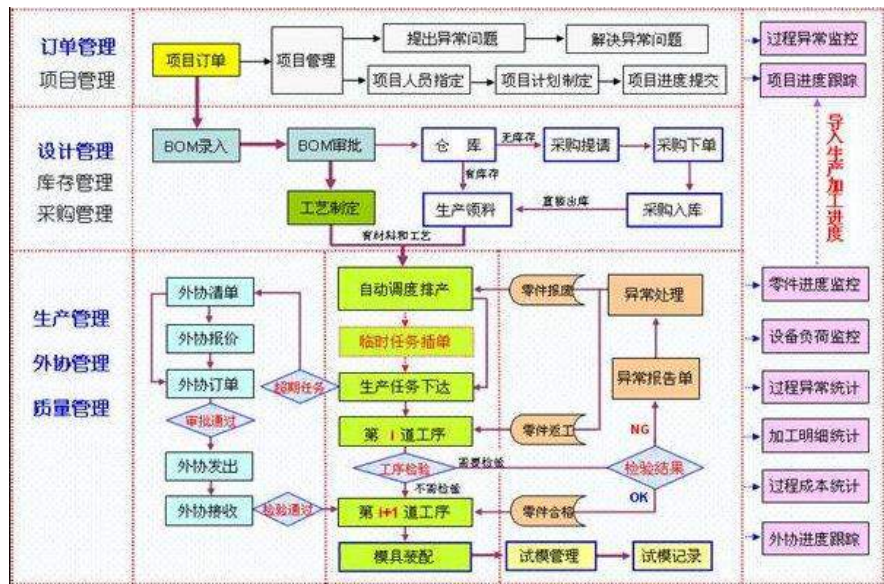 订单管理
项目管理
项目订单
项目管理
提出异常问题
解决异常问题
项目人员指定
项目计划制定
项目进度提交
过程异常监控
项目进度跟踪
导入生产加工进度
设计管理
库存管理
采购管理
BOM录入
BOM审批
仓 库
无库存
采购提请
采购下单
有库存
工艺制定
生产领料
直接出库
采购入库
有材料和工艺
生产管理
外协管理
质量管理
外协清单
外协报价
外协订单
超期任务
审批通过
外协发出
外协接收
检验通过
自动调度排产
临时任务插单
生产任务下达
第 I 道工序
工序检验
需要检验
不需检验
第 I+1 道工序
模具装配
试模管理
试模记录
零件报废
异常处理
异常报告单
零件返工
NG
检验结果
OK
零件合格
零件进度监控
设备负荷监控
过程异常统计
加工明细统计
过程成本统计
外协进度跟踪